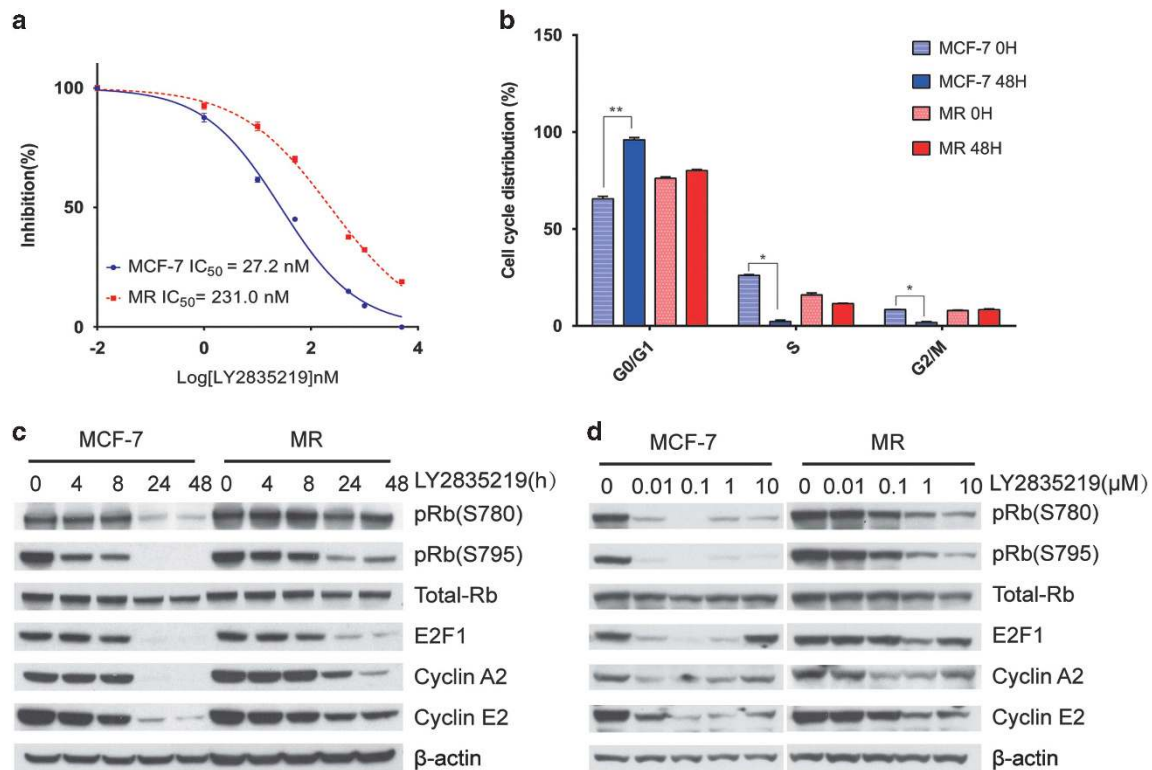 a
100
50
0
Inhibition(%)
MCF-7 IC50 = 27.2 nM
MR IC50= 231.0 nM
-2 0 2 4
Log[LY2835219]nM
b
150
100
50
0
Cell cycle distribution (%)
MCF-7 0H
MCF-7 48H
MR 0H
MR 48H
**
*
*
G0/G1
S
G2/M
c
MCF-7 MR
0 4 8 24 48 0 4 8 24 48 LY2835219(h)
pRb(S780)
pRb(S795)
Total-Rb
E2F1
Cyclin A2
Cyclin E2
β-actin
d
MCF-7 MR
0 0.01 0.1 1 10 0 0.01 0.1 1 10 LY2835219(µM)
pRb(S780)
pRb(S795)
Total-Rb
E2F1
Cyclin A2
Cyclin E2
β-actin